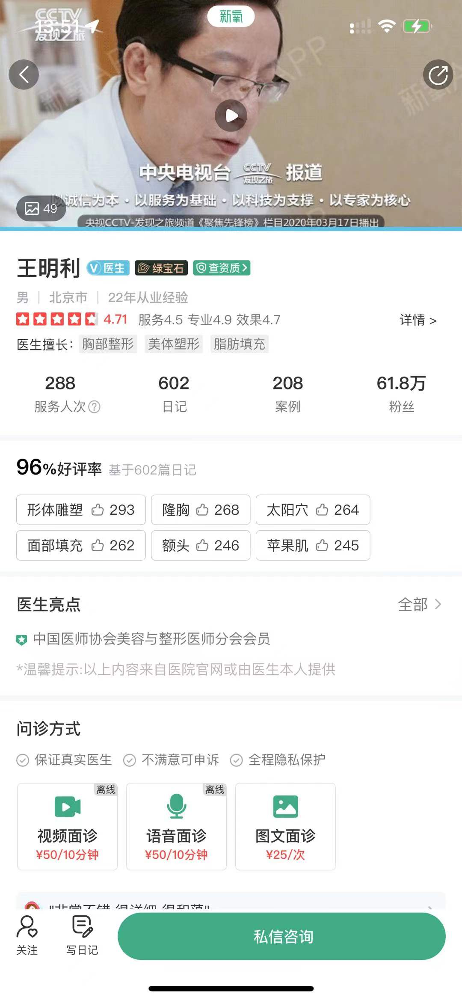 CCTV
发现之旅
13:51
新氧
中央电视台 CCTV 发现之旅 报道
以诚信为本·以服务为基础·以科技为支撑·以专家为核心
49
央视CCTV-发现之旅频道《聚焦先锋榜》栏目2020年03月17日播出
新氧APP
王明利 V 医生 绿宝石 查资质
男 | 北京市 | 22年从业经验
4.71 服务4.5 专业4.9 效果4.7 详情 >
医生擅长: 胸部整形 美体塑形 脂肪填充
288 602 208 61.8万
服务人次? 日记 案例 粉丝
96%好评率 基于602篇日记
形体雕塑 293 隆胸 268 太阳穴 264
面部填充 262 额头 246 苹果肌 245
医生亮点 全部
中国医师协会美容与整形医师分会会员
*温馨提示:以上内容来自医院官网或由医生本人提供
问诊方式
保证真实医生 不满意可申诉 全程隐私保护
离线 离线
视频面诊 语音面诊 图文面诊
¥50/10分钟 ¥50/10分钟 ¥25/次
"非常不错 很详细 很和蔼"
关注 写日记 私信咨询